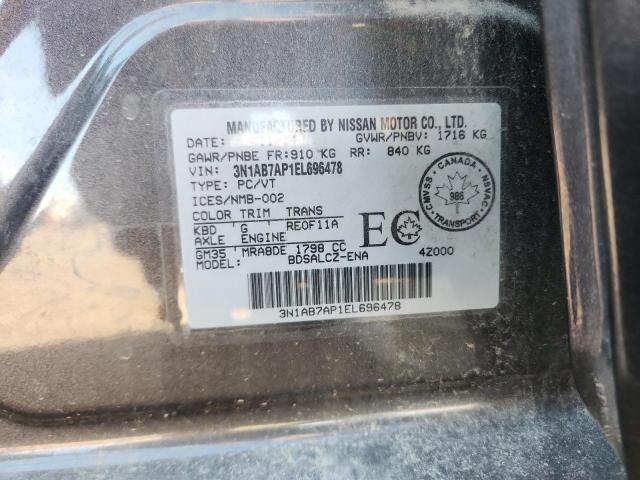 MANUFACTURED BY NISSAN MOTOR CO., LTD.
DATE: GVWR/PNBV: 1716 KG
GAWR/PNBE FR: 910 KG RR: 840 KG
VIN: 3N1AB7AP1EL696478
TYPE: PC/VT
ICES/NMB-002
COLOR TRIM TRANS
KBD G RE0F11A
AXLE ENGINE
GM35 MRA8DE 1798 CC
MODEL: BDSALCZ-ENA
EC
4Z000
3N1AB7AP1EL696478
CANADA
CMVSS NSVAC
986
TRANSPORT